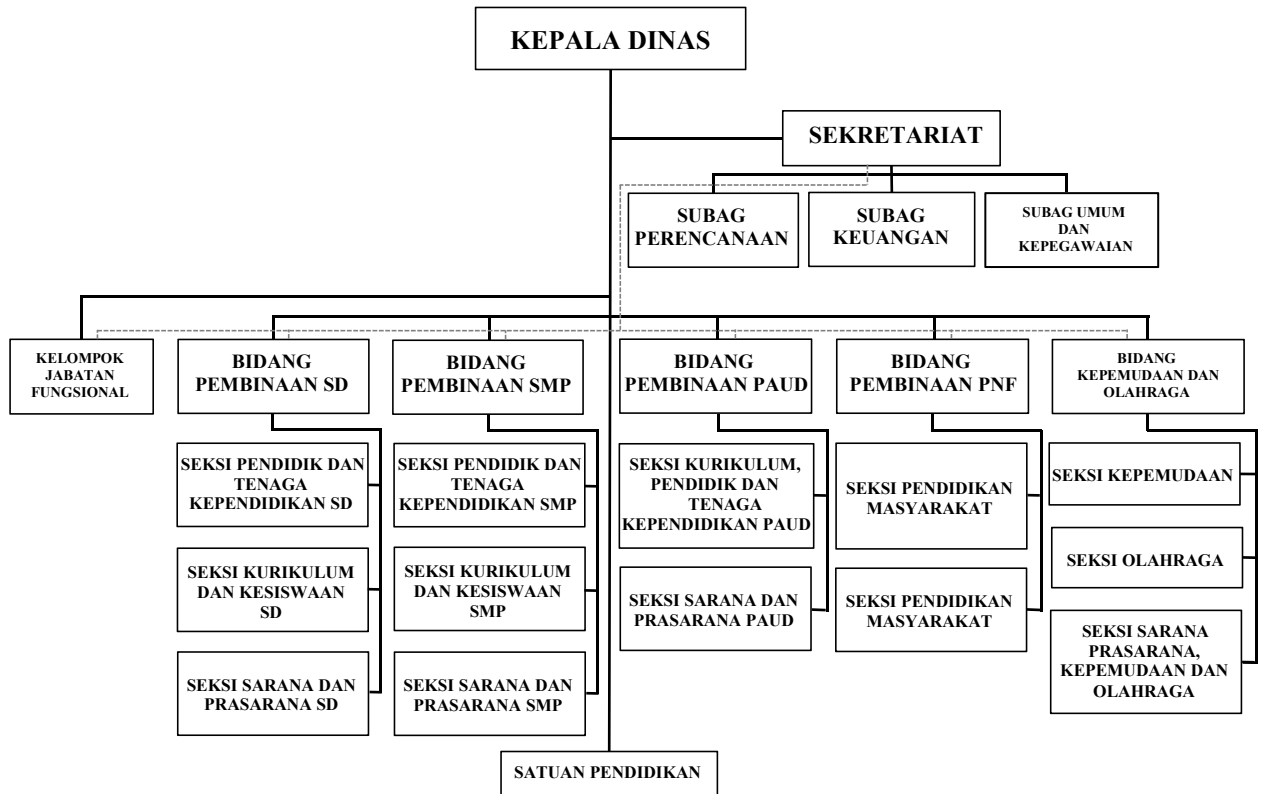 KEPALA DINAS
SEKRETARIAT
SUBAG
PERENCANAAN
SUBAG
KEUANGAN
SUBAG UMUM
DAN
KEPEGAWAIAN
KELOMPOK
JABATAN
FUNGSIONAL
BIDANG
PEMBINAAN SD
BIDANG
PEMBINAAN SMP
BIDANG
PEMBINAAN PAUD
BIDANG
PEMBINAAN PNF
BIDANG
KEPEMUDAAN DAN
OLAHRAGA
SEKSI PENDIDIK DAN
TENAGA
KEPENDIDIKAN SD
SEKSI PENDIDIK DAN
TENAGA
KEPENDIDIKAN SMP
SEKSI KURIKULUM,
PENDIDIK DAN
TENAGA
KEPENDIDIKAN PAUD
SEKSI PENDIDIKAN
MASYARAKAT
SEKSI KEPEMUDAAN
SEKSI KURIKULUM
DAN KESISWAAN
SD
SEKSI KURIKULUM
DAN KESISWAAN
SMP
SEKSI SARANA DAN
PRASARANA PAUD
SEKSI PENDIDIKAN
MASYARAKAT
SEKSI OLAHRAGA
SEKSI SARANA DAN
PRASARANA SD
SEKSI SARANA DAN
PRASARANA SMP
SEKSI SARANA
PRASARANA,
KEPEMUDAAN DAN
OLAHRAGA
SATUAN PENDIDIKAN